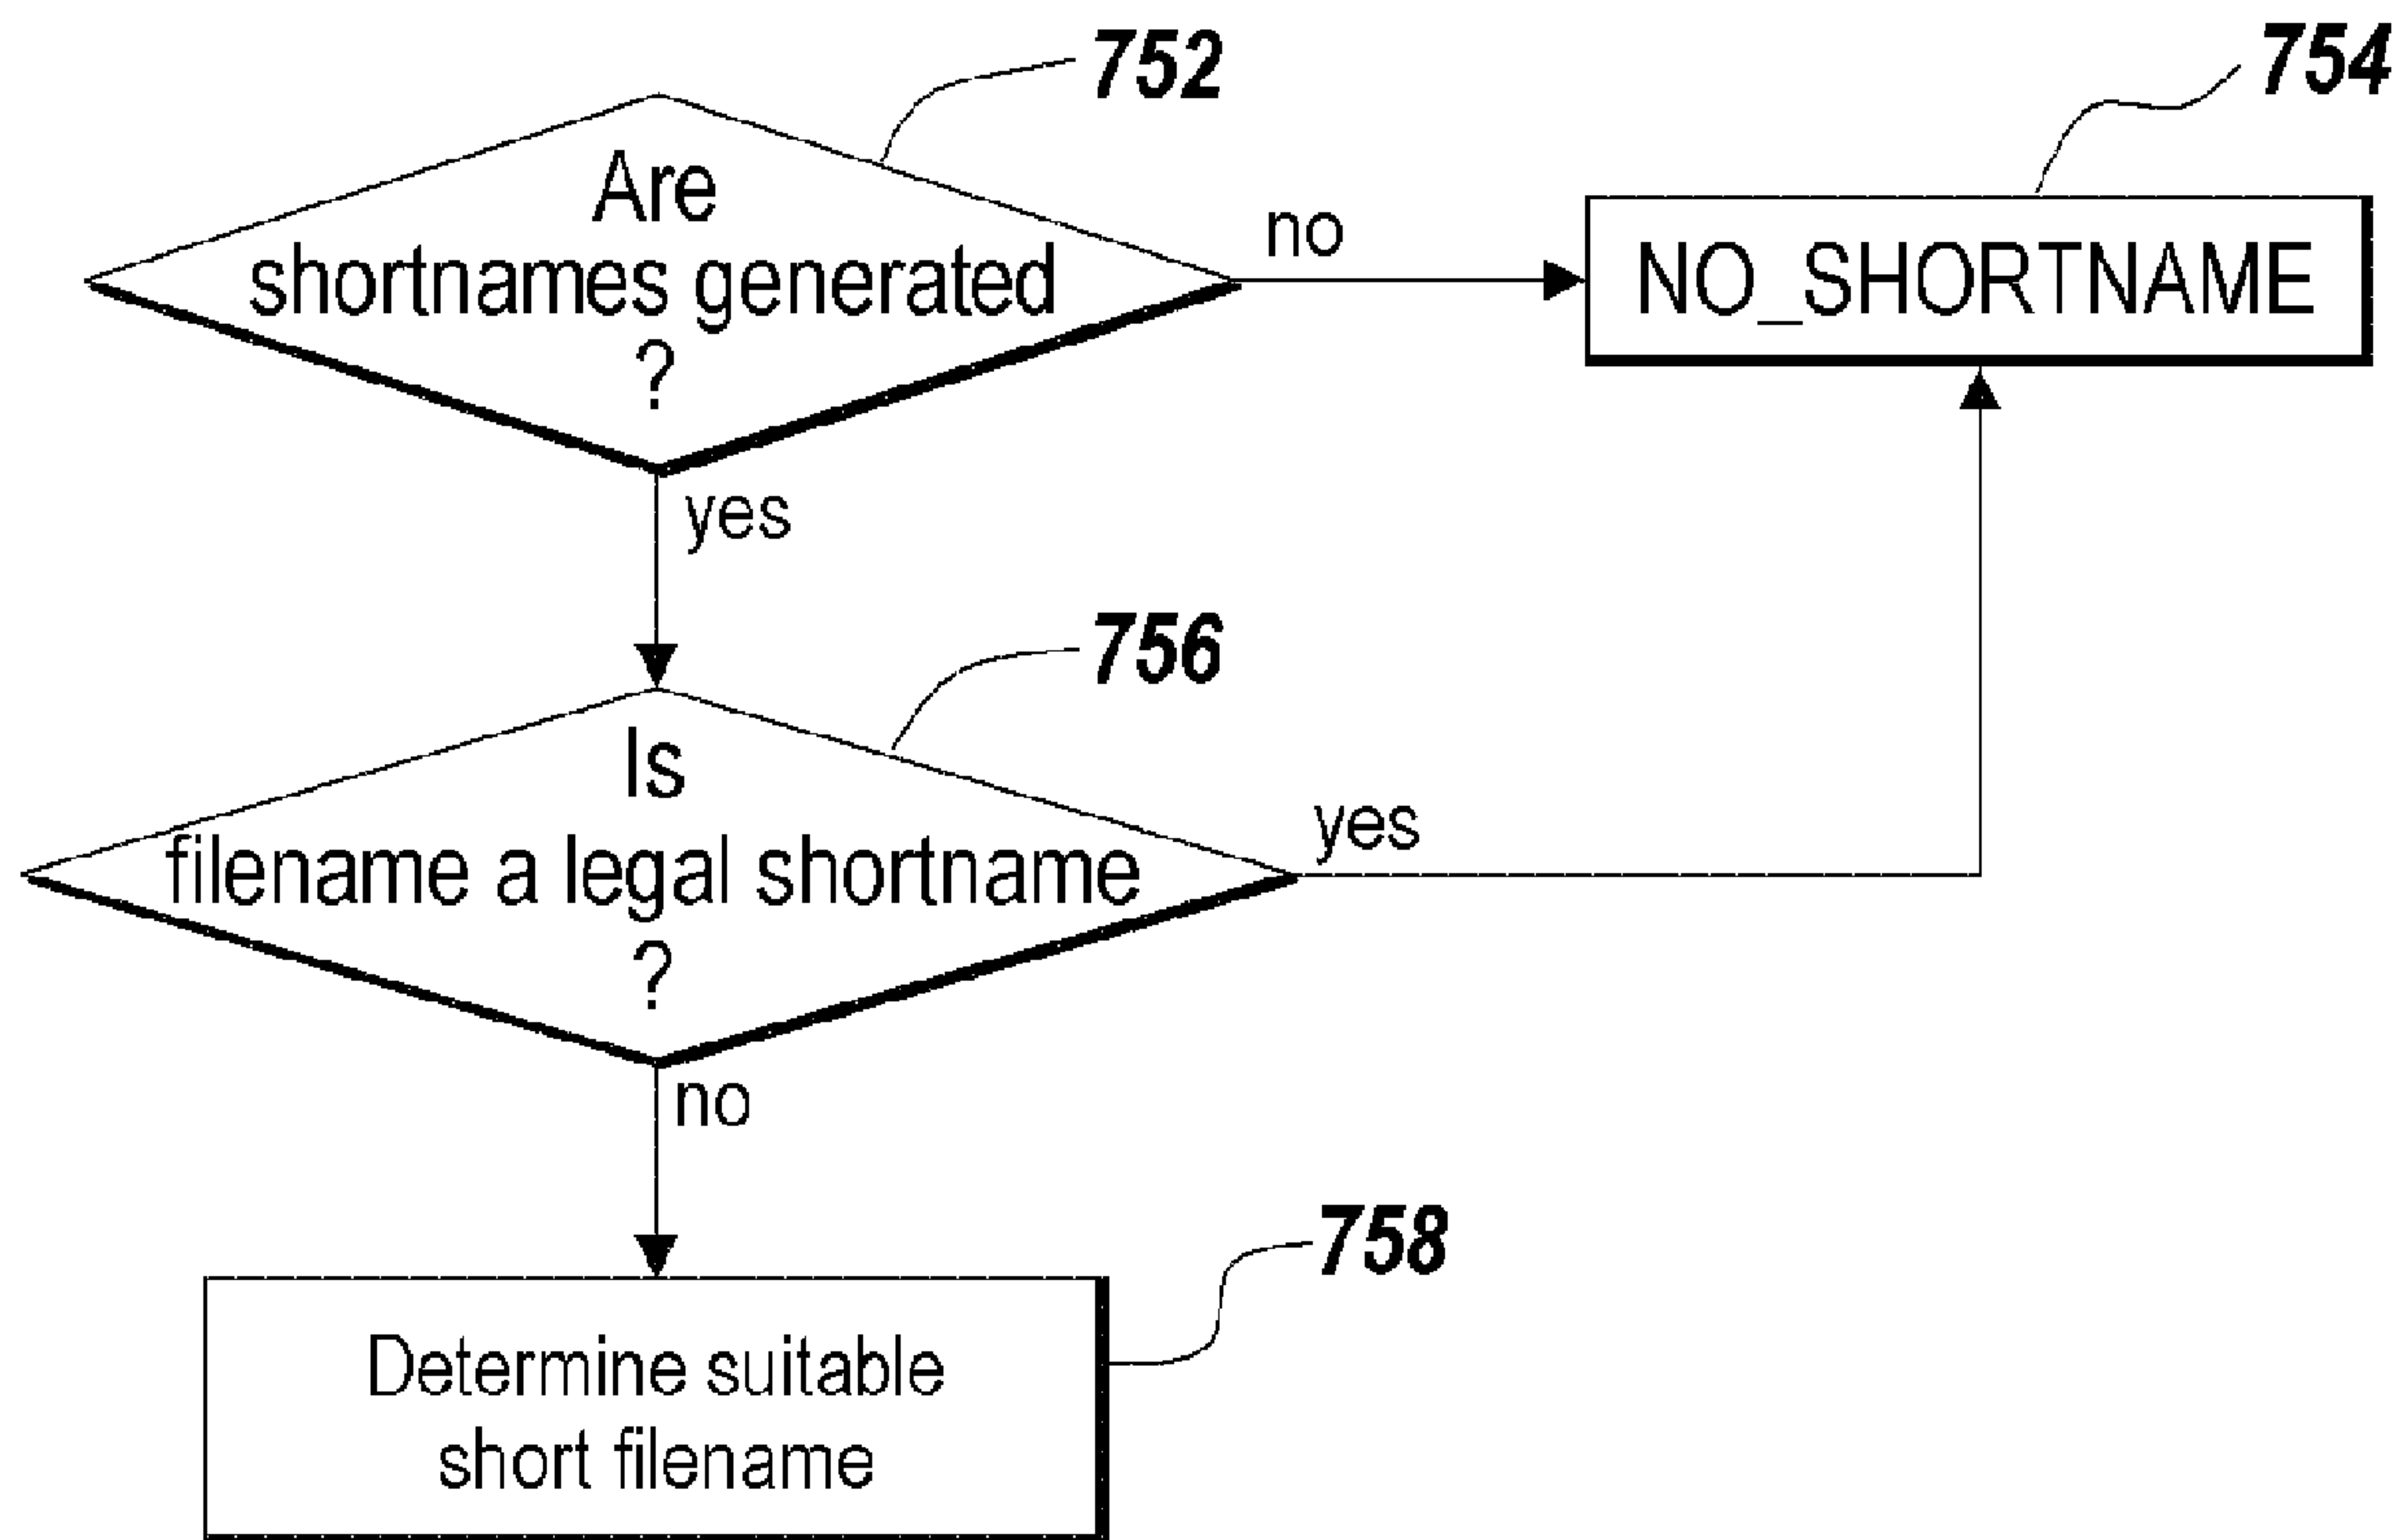 752
754
Are
shortnames generated
?
no
NO_SHORTNAME
yes
756
Is
filename a legal shortname
?
yes
no
758
Determine suitable
short filename